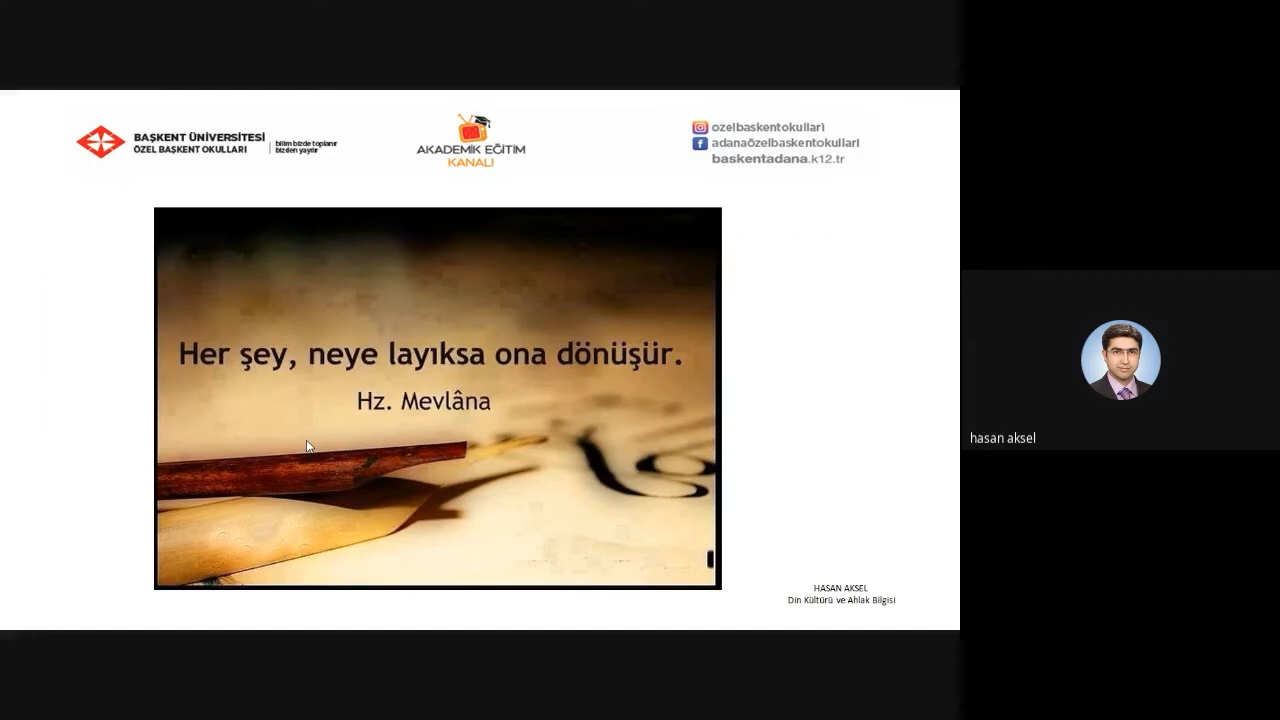 BAŞKENT ÜNİVERSİTESİ
ÖZEL BAŞKENT OKULLARI
bilim bizde toplanır
bizden yayılır
AKADEMİK EĞİTİM
KANALI
ozelbaskentokullari
adanaözelbaskentokullari
baskentadana.k12.tr
Her şey, neye layıksa ona dönüşür.
Hz. Mevlâna
hasan aksel
HASAN AKSEL
Din Kültürü ve Ahlak Bilgisi